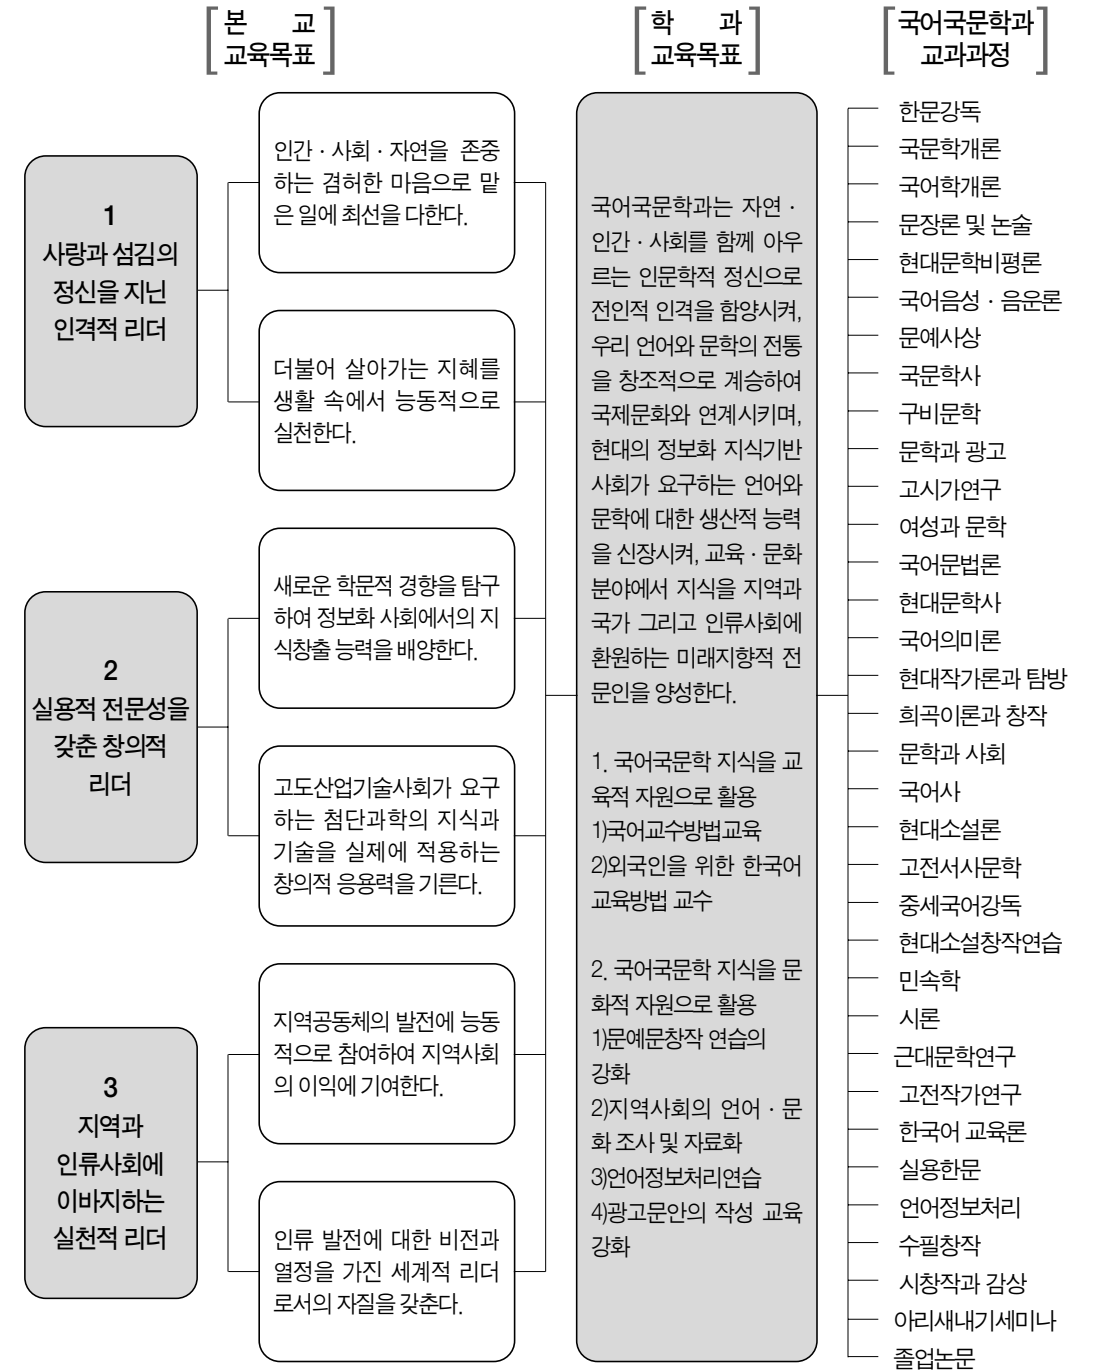 본 교
교육목표
학 과
교육목표
국어국문학과
교과과정
1
사랑과 섬김의
정신을 지닌
인격적 리더
인간 · 사회 · 자연을 존중
하는 겸허한 마음으로 맡
은 일에 최선을 다한다.
더불어 살아가는 지혜를
생활 속에서 능동적으로
실천한다.
2
실용적 전문성을
갖춘 창의적
리더
새로운 학문적 경향을 탐구
하여 정보화 사회에서의 지
식창출 능력을 배양한다.
고도산업기술사회가 요구
하는 첨단과학의 지식과
기술을 실제에 적용하는
창의적 응용력을 기른다.
3
지역과
인류사회에
이바지하는
실천적 리더
지역공동체의 발전에 능동
적으로 참여하여 지역사회
의 이익에 기여한다.
인류 발전에 대한 비전과
열정을 가진 세계적 리더
로서의 자질을 갖춘다.
국어국문학과는 자연 ·
인간 · 사회를 함께 아우
르는 인문학적 정신으로
전인적 인격을 함양시켜,
우리 언어와 문학의 전통
을 창조적으로 계승하여
국제문화와 연계시키며,
현대의 정보화 지식기반
사회가 요구하는 언어와
문학에 대한 생산적 능력
을 신장시켜, 교육 · 문화
분야에서 지식을 지역과
국가 그리고 인류사회에
환원하는 미래지향적 전
문인을 양성한다.
1. 국어국문학 지식을 교
육적 자원으로 활용
1)국어교수방법교육
2)외국인을 위한 한국어
교육방법 교수
2. 국어국문학 지식을 문
화적 자원으로 활용
1)문예문창작 연습의
강화
2)지역사회의 언어 · 문
화 조사 및 자료화
3)언어정보처리연습
4)광고문안의 작성 교육
강화
한문강독
국문학개론
국어학개론
문장론 및 논술
현대문학비평론
국어음성 · 음운론
문예사상
국문학사
구비문학
문학과 광고
고시가연구
여성과 문학
국어문법론
현대문학사
국어의미론
현대작가론과 탐방
희곡이론과 창작
문학과 사회
국어사
현대소설론
고전서사문학
중세국어강독
현대소설창작연습
민속학
시론
근대문학연구
고전작가연구
한국어 교육론
실용한문
언어정보처리
수필창작
시창작과 감상
아리새내기세미나
졸업논문